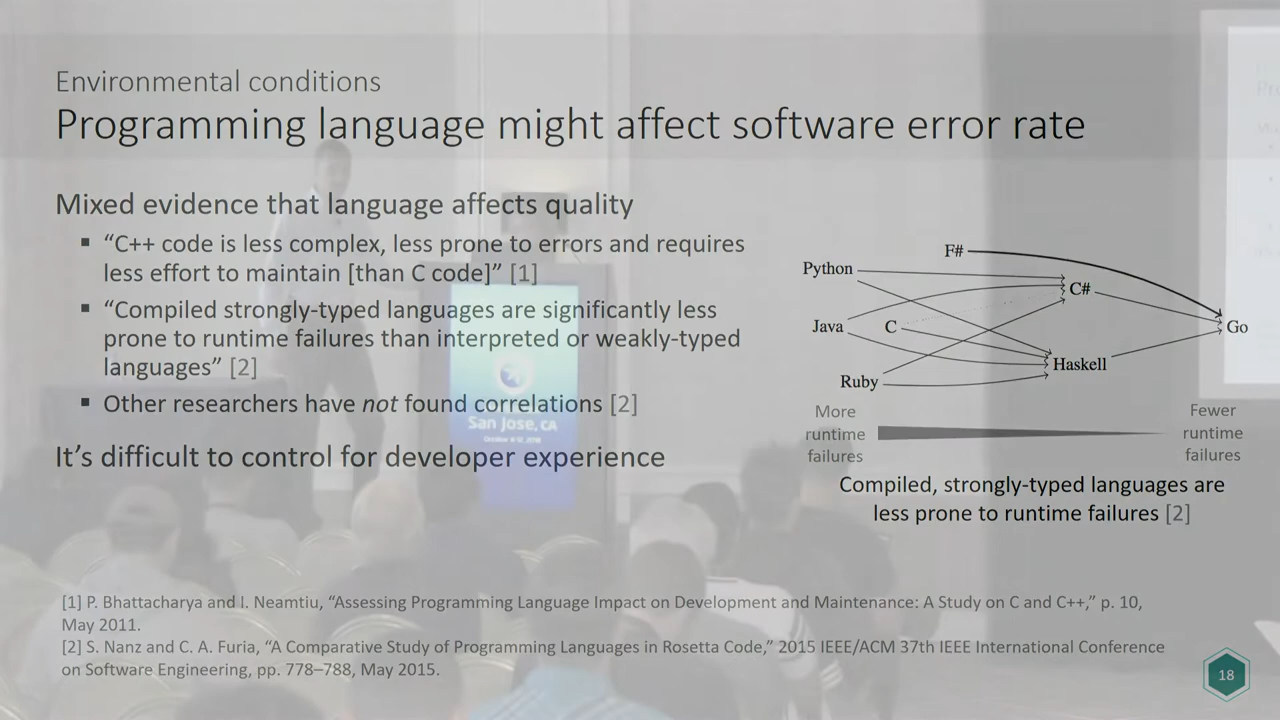 Environmental conditions
Programming language might affect software error rate
Mixed evidence that language affects quality
▪ “C++ code is less complex, less prone to errors and requires
less effort to maintain [than C code]” [1]
▪ “Compiled strongly-typed languages are significantly less
prone to runtime failures than interpreted or weakly-typed
languages” [2]
▪ Other researchers have not found correlations [2]
It’s difficult to control for developer experience
F#
Python
C#
Java
C
Go
Haskell
Ruby
More
runtime
failures
Fewer
runtime
failures
Compiled, strongly-typed languages are
less prone to runtime failures [2]
San Jose, CA
October 8-12, 2018
[1] P. Bhattacharya and I. Neamtiu, “Assessing Programming Language Impact on Development and Maintenance: A Study on C and C++,” p. 10,
May 2011.
[2] S. Nanz and C. A. Furia, “A Comparative Study of Programming Languages in Rosetta Code,” 2015 IEEE/ACM 37th IEEE International Conference
on Software Engineering, pp. 778–788, May 2015.
18